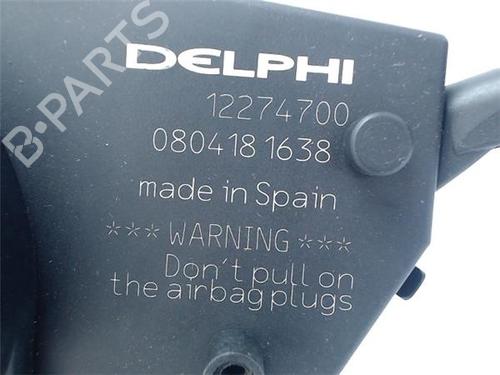 B-PARTS
DELPHI
12274700
0804181638
made in Spain
*** WARNING ***
Don't pull on
the airbag plugs